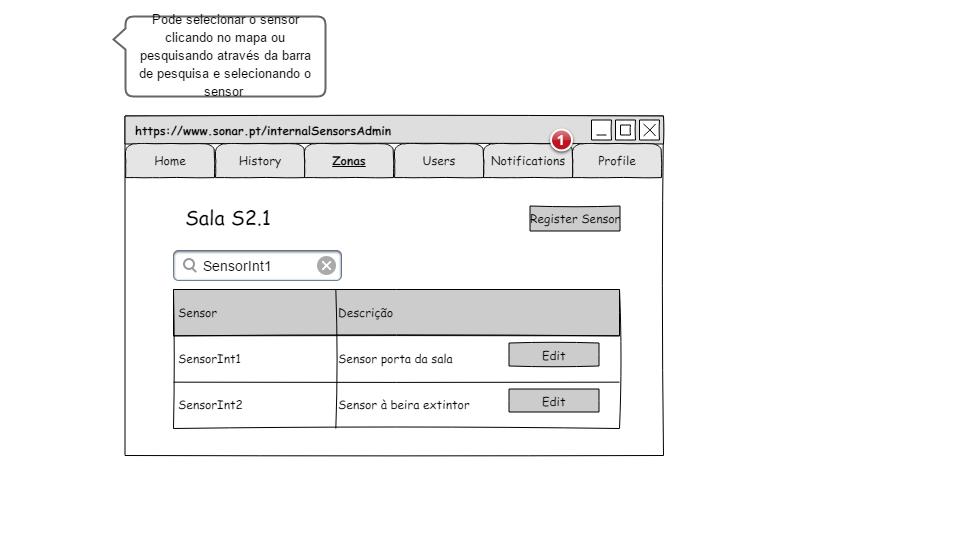 Pode selecionar o sensor
clicando no mapa ou
pesquisando através da barra
de pesquisa e selecionando o
sensor
https://www.sonar.pt/internalSensorsAdmin
1
Home History Zonas Users Notifications Profile
Sala S2.1
Register Sensor
SensorInt1
Sensor Descrição
SensorInt1 Sensor porta da sala Edit
SensorInt2 Sensor à beira extintor Edit